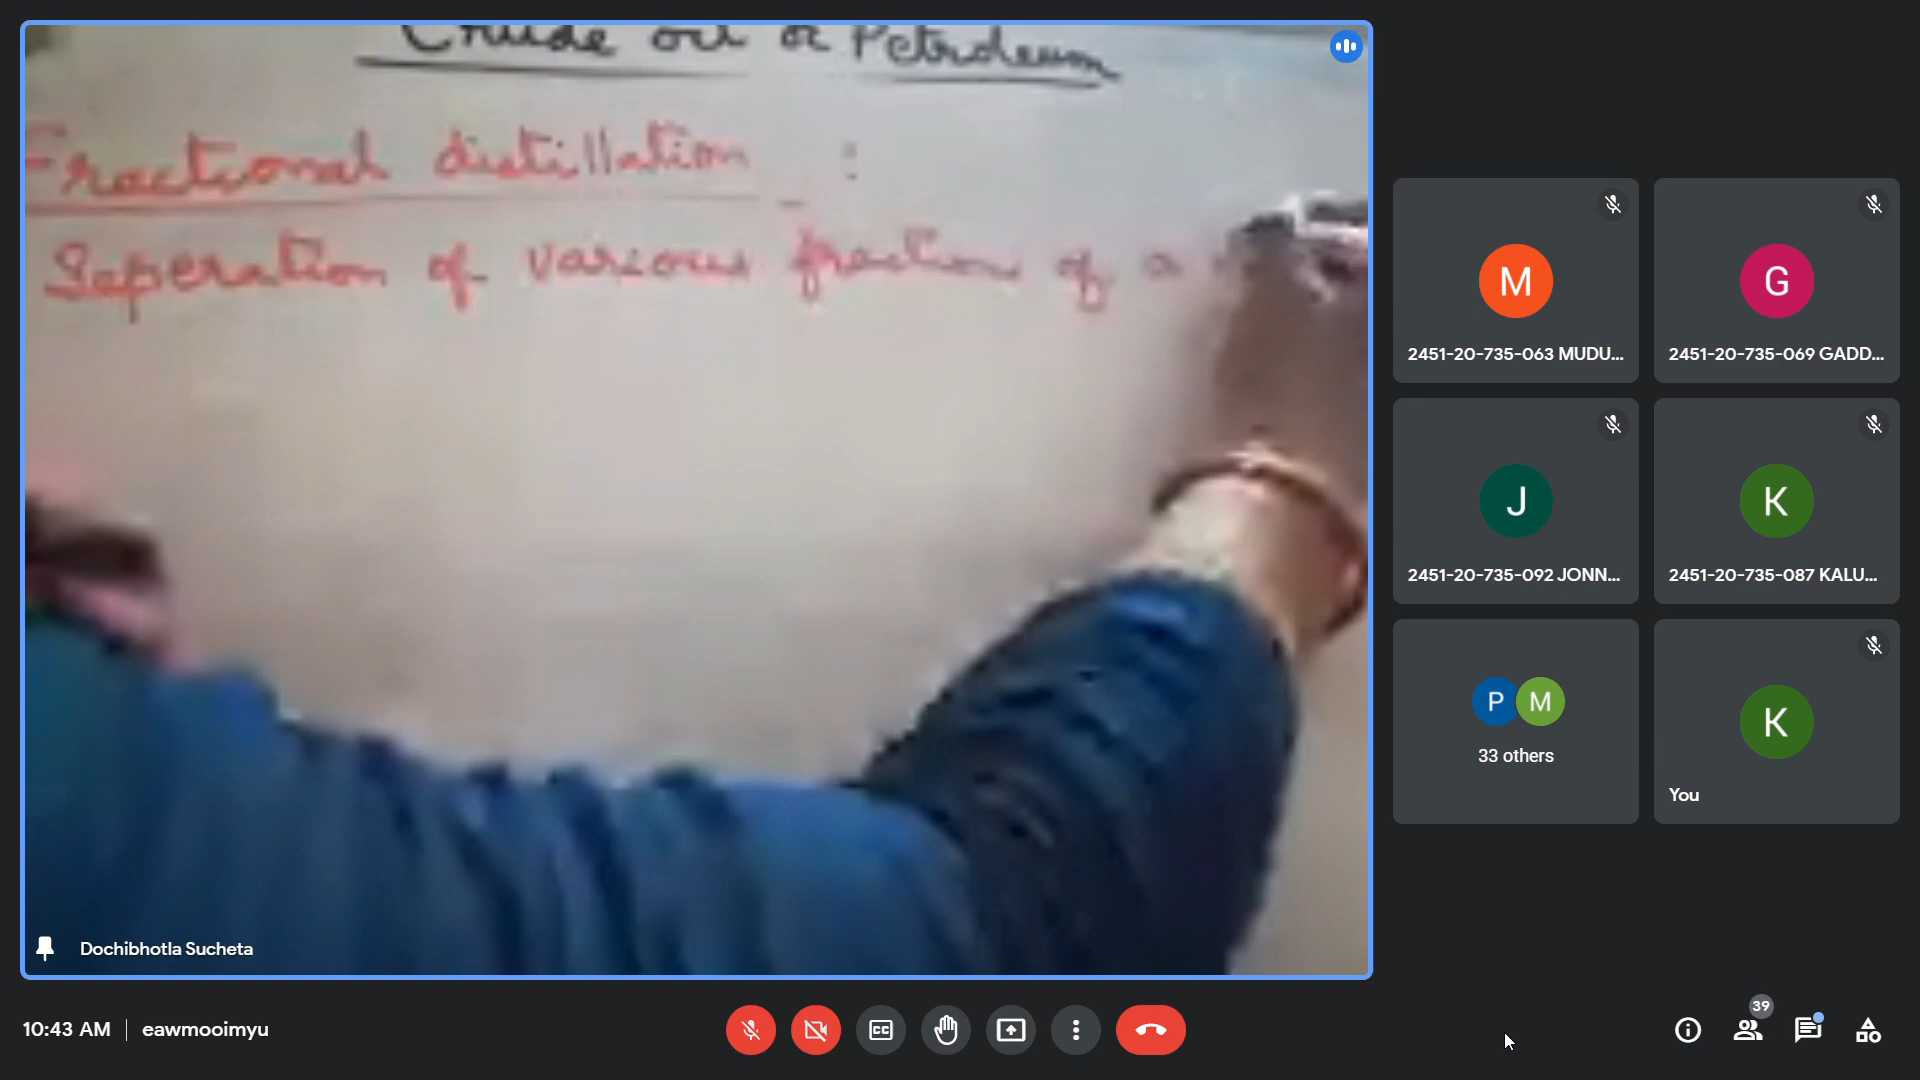 Crude oil or Petroleum
Fractional distillation :
Seperation of various fraction of a
Dochibhotla Sucheta
M
2451-20-735-063 MUDU...
G
2451-20-735-069 GADD...
J
2451-20-735-092 JONN...
K
2451-20-735-087 KALU...
P M
33 others
K
You
10:43 AM | eawmooimyu
CC
39